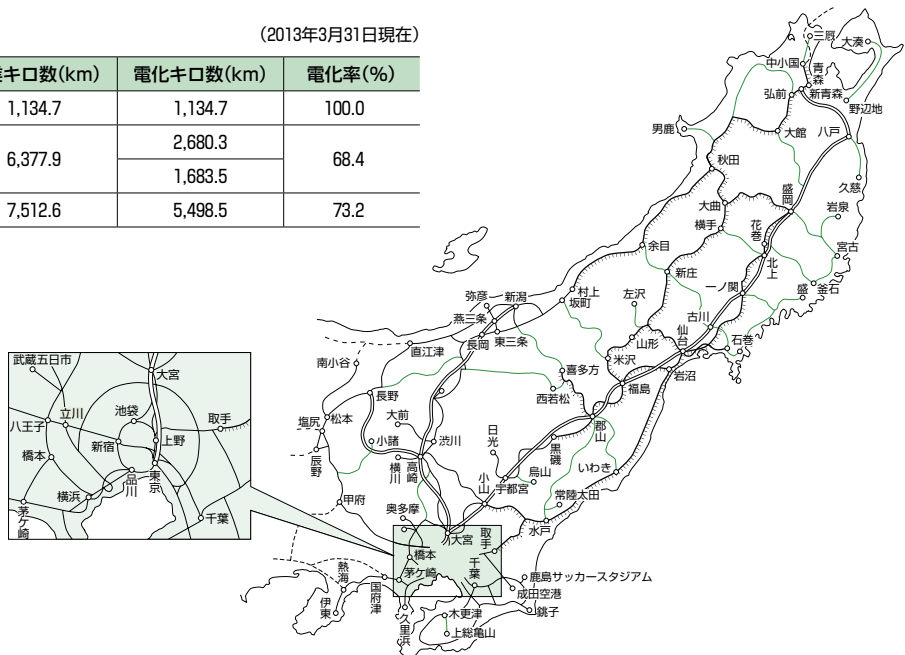 （2013年3月31日現在）
キロ数(km) 電化キロ数(km) 電化率(%)
1,134.7 1,134.7 100.0
6,377.9 2,680.3 68.4
1,683.5
7,512.6 5,498.5 73.2
三厩
大湊
中小国
青森
弘前
新青森
野辺地
男鹿
大館
八戸
秋田
盛岡
久慈
大曲
岩泉
横手
花巻
宮古
余目
北上
新庄
一ノ関
盛
釜石
弥彦
新潟
村上
坂町
左沢
古川
燕三条
仙台
石巻
長岡
東三条
山形
直江津
米沢
南小谷
喜多方
岩沼
福島
長野
西若松
大前
塩尻
松本
郡山
日光
黒磯
小諸
渋川
いわき
辰野
横川
高崎
小山
宇都宮
烏山
常陸太田
甲府
奥多摩
水戸
大宮
取手
橋本
千葉
茅ケ崎
鹿島サッカースタジアム
熱海
国府津
成田空港
伊東
久里浜
木更津
銚子
上総亀山
武蔵五日市
大宮
立川
池袋
取手
八王子
新宿
上野
橋本
品川
東京
横浜
茅ケ崎
千葉